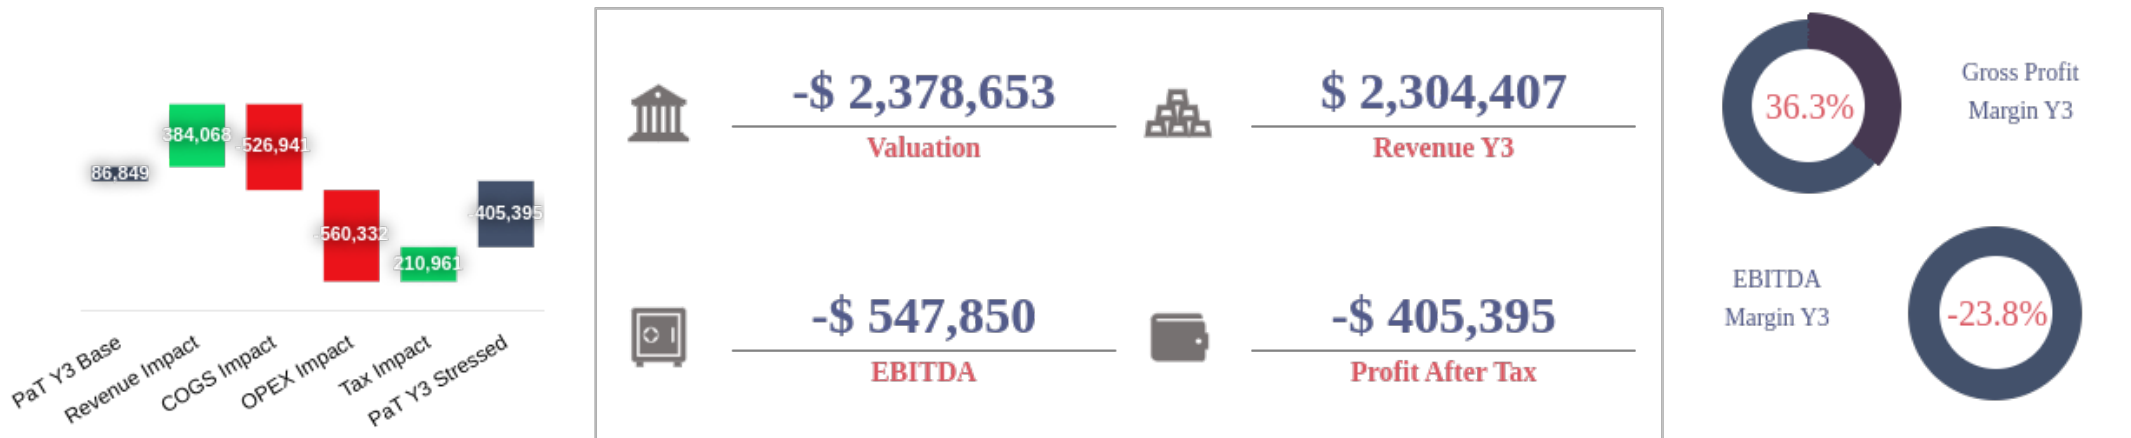 86,849
384,068
-526,941
-560,332
210,961
-405,395
PaT Y3 Base
Revenue Impact
COGS Impact
OPEX Impact
Tax Impact
PaT Y3 Stressed
-$ 2,378,653
Valuation
$ 2,304,407
Revenue Y3
-$ 547,850
EBITDA
-$ 405,395
Profit After Tax
36.3%
Gross Profit
Margin Y3
EBITDA
Margin Y3
-23.8%